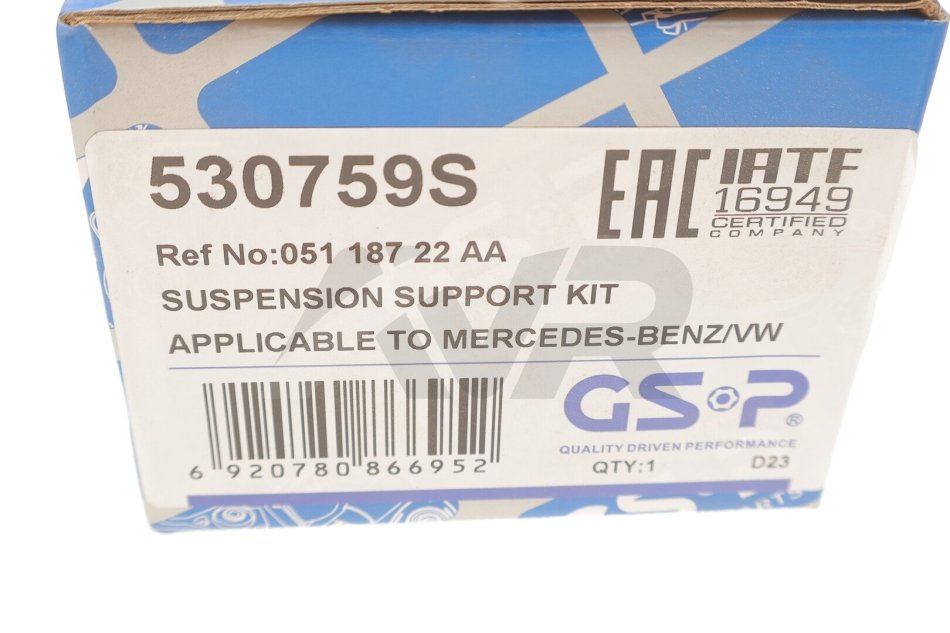 530759S
EAC
IATF
16949
CERTIFIED
COMPANY
Ref No:051 187 22 AA
SUSPENSION SUPPORT KIT
APPLICABLE TO MERCEDES-BENZ/VW
GSP®
QUALITY DRIVEN PERFORMANCE
6 920780 866952
QTY:1 D23